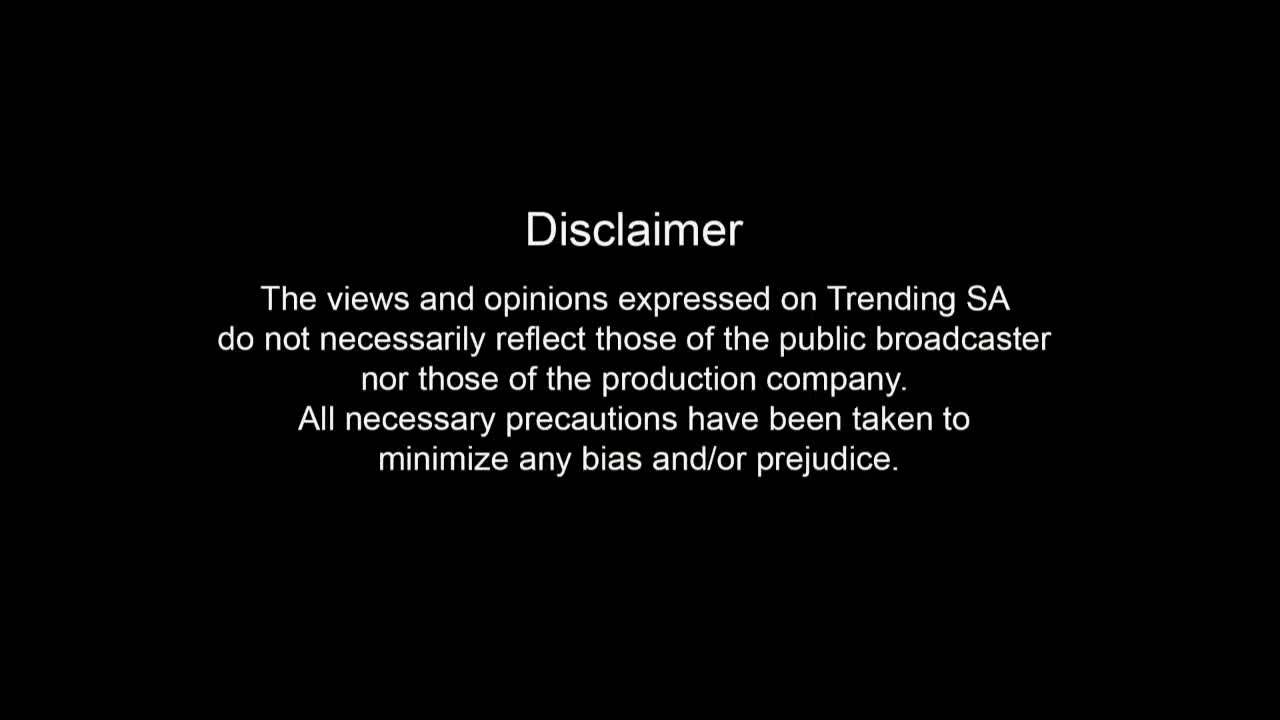 Disclaimer
The views and opinions expressed on Trending SA
do not necessarily reflect those of the public broadcaster
nor those of the production company.
All necessary precautions have been taken to
minimize any bias and/or prejudice.